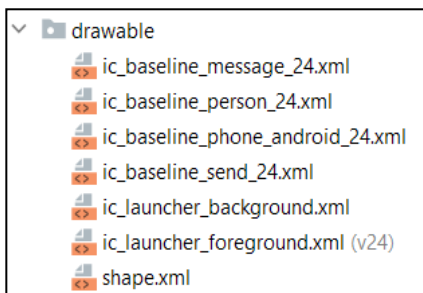 drawable
ic_baseline_message_24.xml
ic_baseline_person_24.xml
ic_baseline_phone_android_24.xml
ic_baseline_send_24.xml
ic_launcher_background.xml
ic_launcher_foreground.xml (v24)
shape.xml